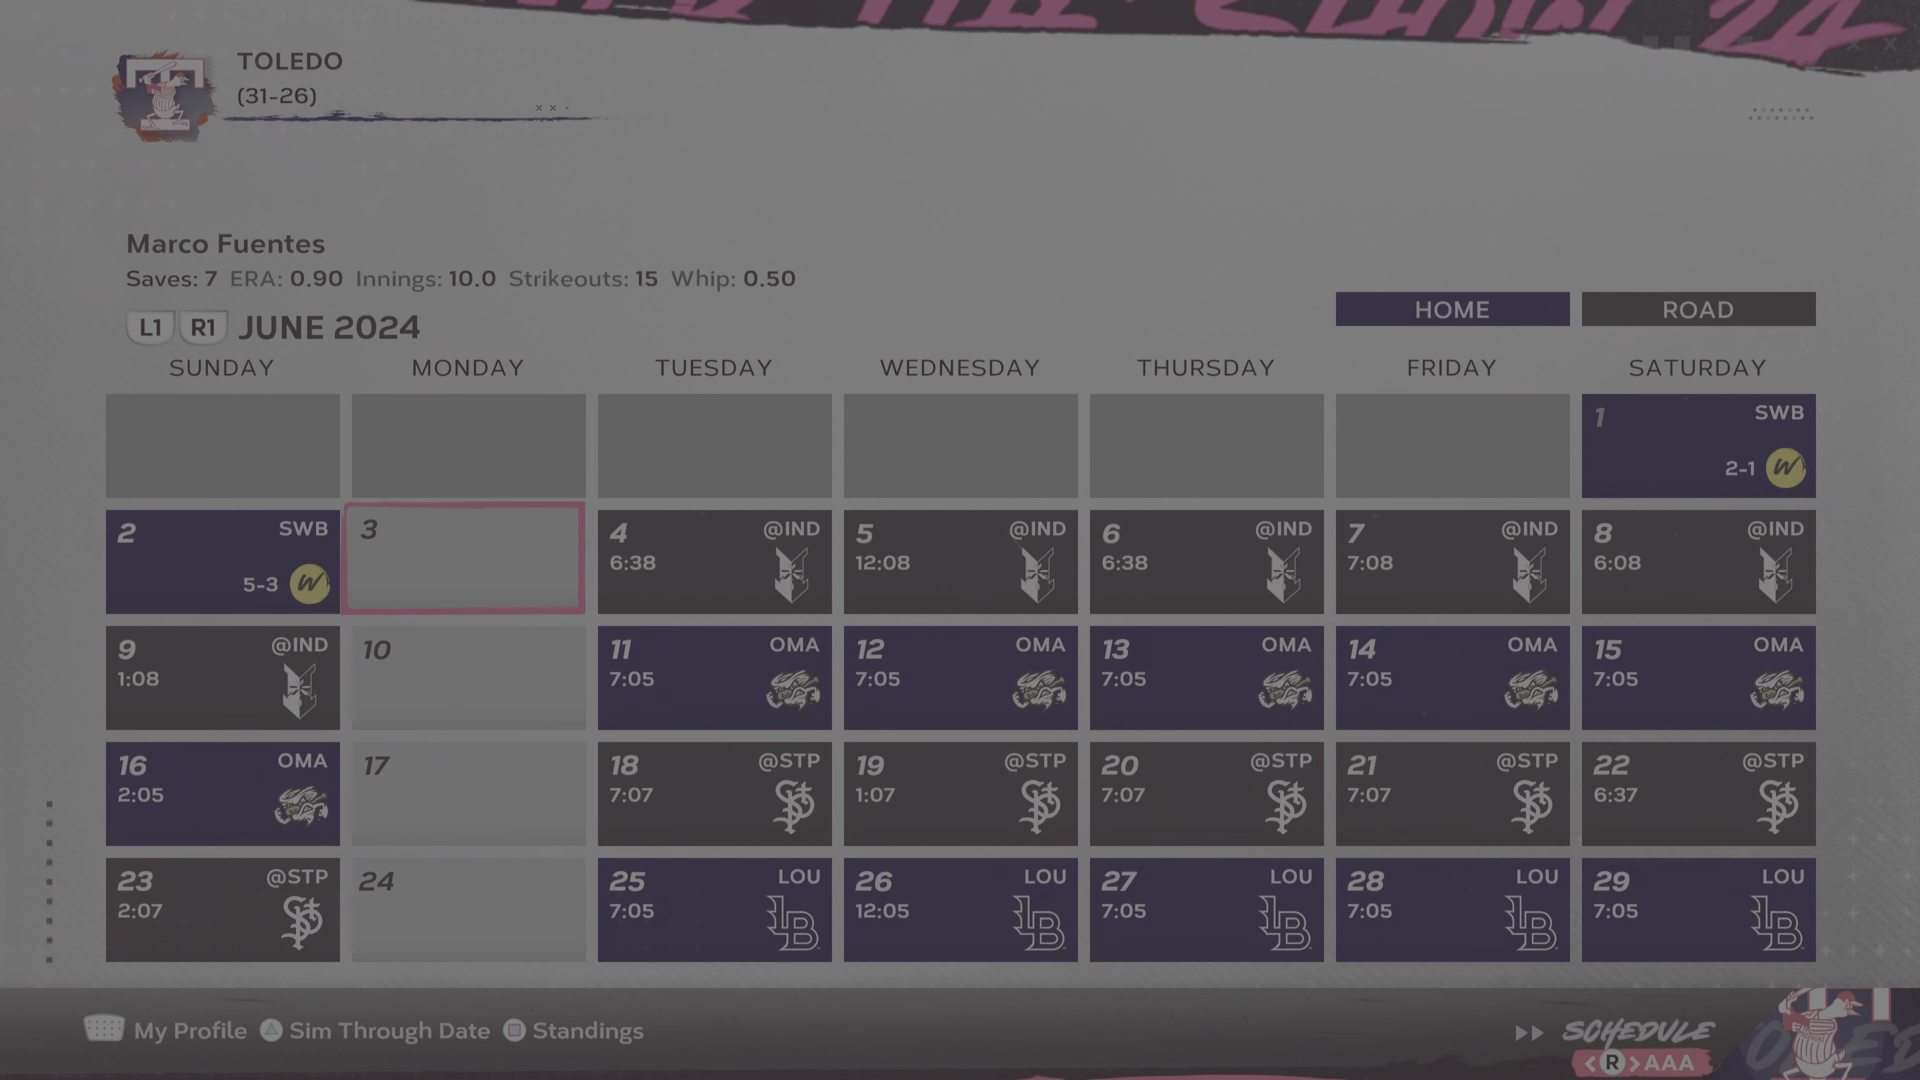 THE SHOW 24
TOLEDO
(31-26)
Marco Fuentes
Saves: 7 ERA: 0.90 Innings: 10.0 Strikeouts: 15 Whip: 0.50
L1 R1 JUNE 2024
HOME ROAD
SUNDAY MONDAY TUESDAY WEDNESDAY THURSDAY FRIDAY SATURDAY
1 SWB
2-1 W
2 SWB 3 4 @IND 5 @IND 6 @IND 7 @IND 8 @IND
6:38 12:08 6:38 7:08 6:08
5-3 W
9 @IND 10 11 OMA 12 OMA 13 OMA 14 OMA 15 OMA
1:08 7:05 7:05 7:05 7:05 7:05
16 OMA 17 18 @STP 19 @STP 20 @STP 21 @STP 22 @STP
2:05 7:07 1:07 7:07 7:07 6:37
23 @STP 24 25 LOU 26 LOU 27 LOU 28 LOU 29 LOU
2:07 7:05 12:05 7:05 7:05 7:05
My Profile Sim Through Date Standings
SCHEDULE
<R> AAA